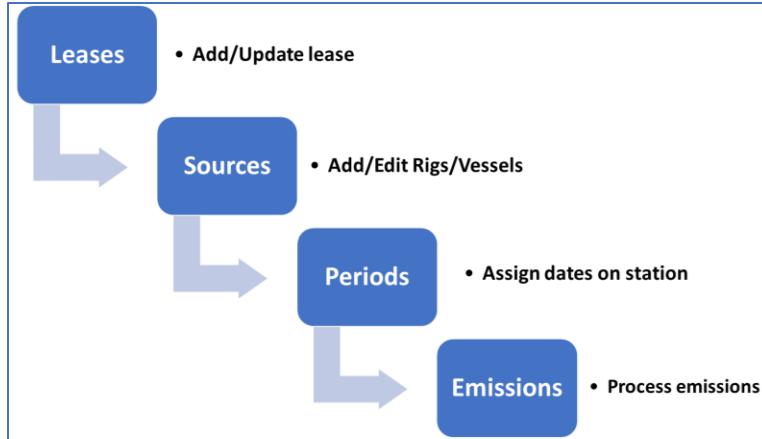 Leases
• Add/Update lease
Sources
• Add/Edit Rigs/Vessels
Periods
• Assign dates on station
Emissions
• Process emissions